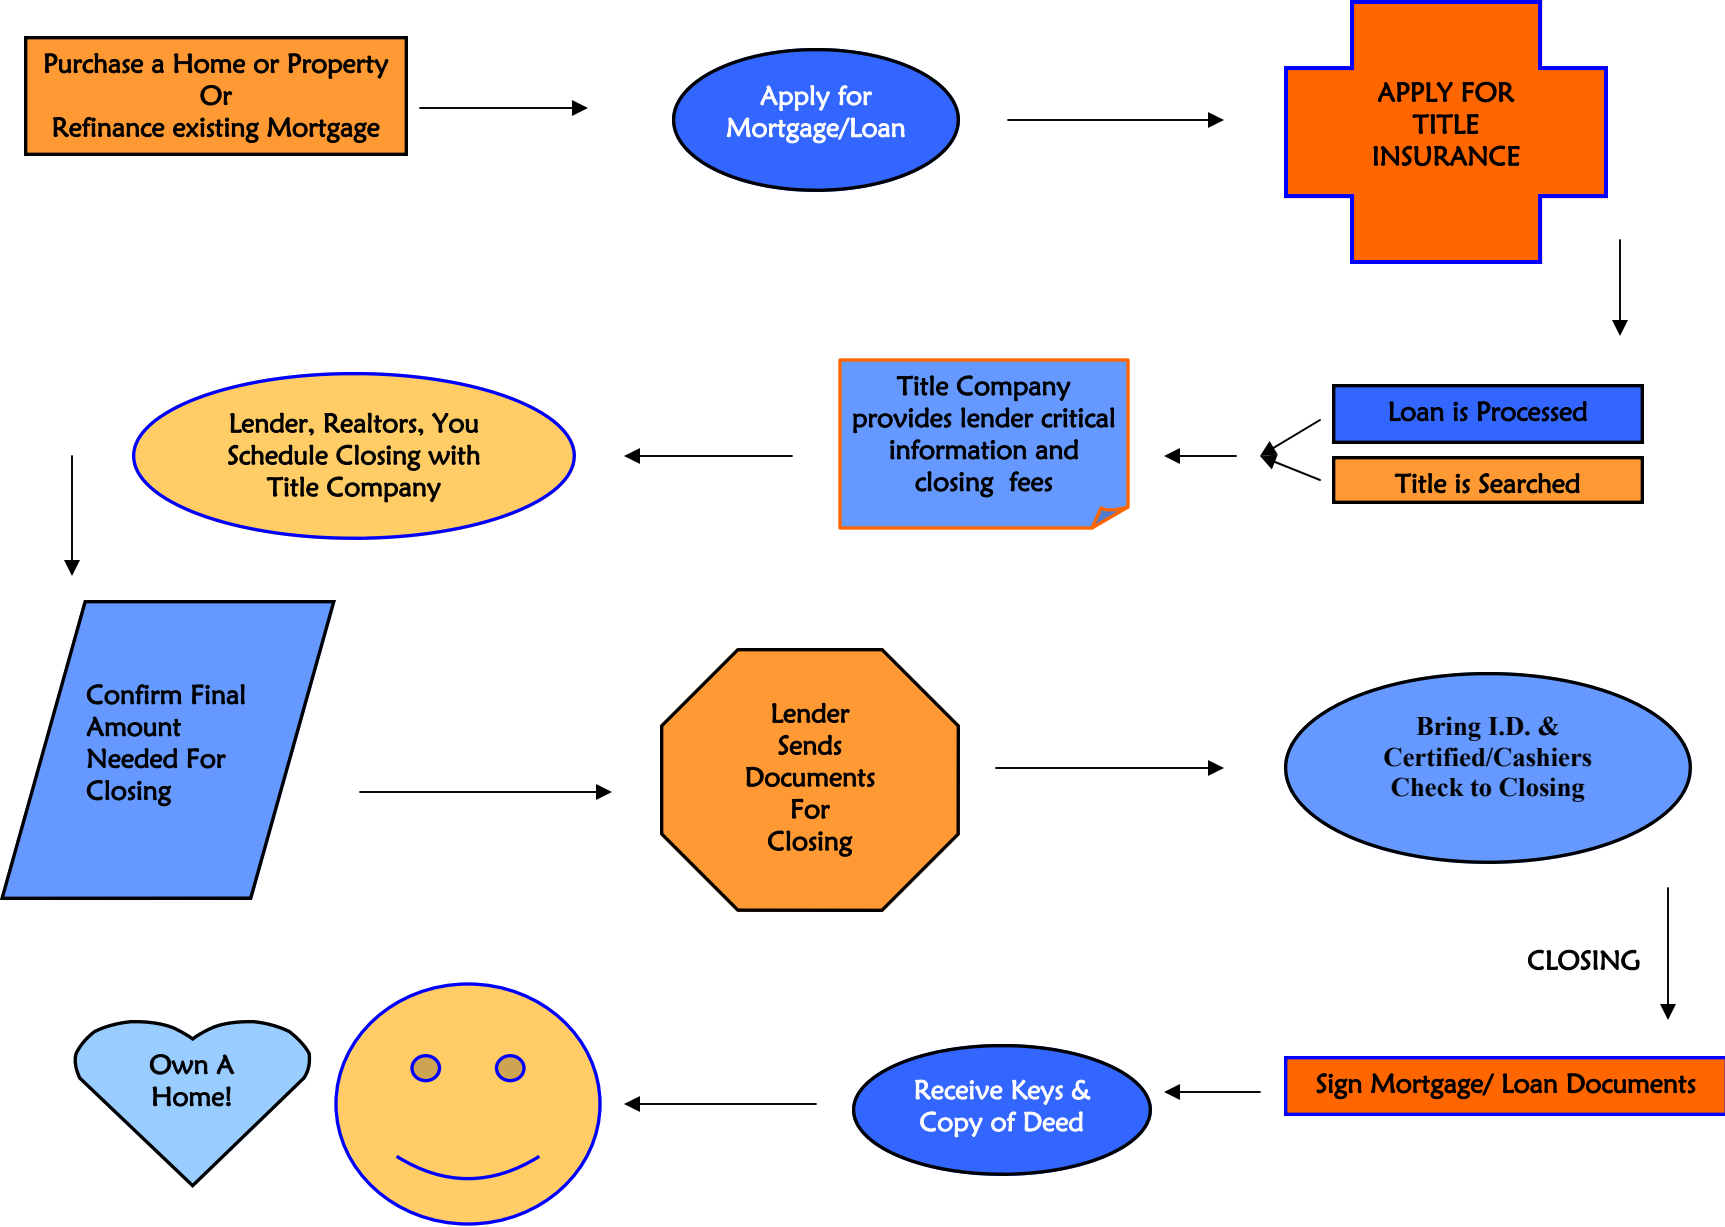 Purchase a Home or Property
Or
Refinance existing Mortgage
Apply for
Mortgage/Loan
APPLY FOR
TITLE
INSURANCE
Loan is Processed
Title is Searched
Title Company
provides lender critical
information and
closing fees
Lender, Realtors, You
Schedule Closing with
Title Company
Confirm Final
Amount
Needed For
Closing
Lender
Sends
Documents
For
Closing
Bring I.D. &
Certified/Cashiers
Check to Closing
CLOSING
Sign Mortgage/ Loan Documents
Receive Keys &
Copy of Deed
Own A
Home!